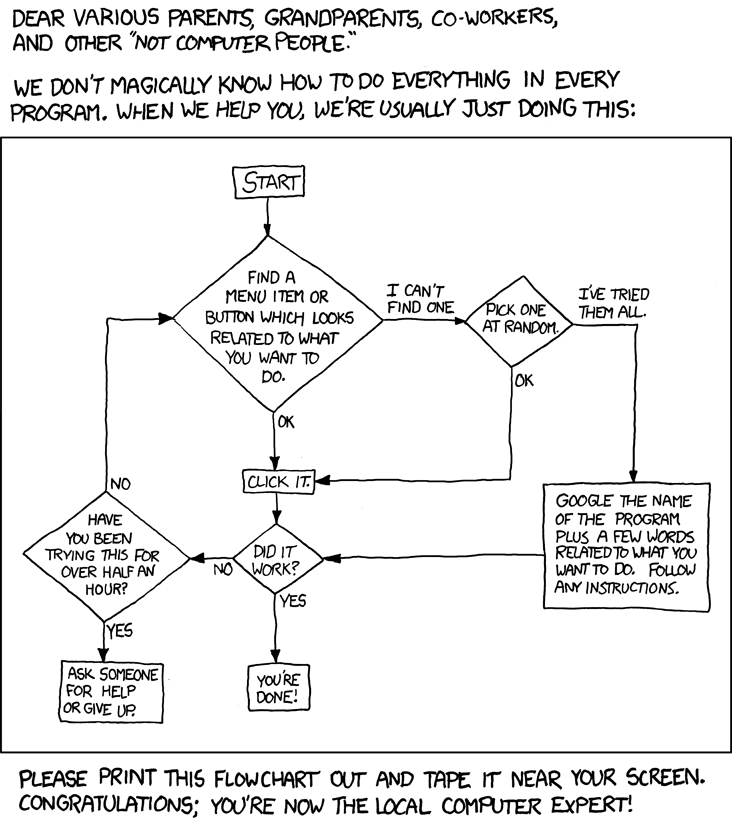 DEAR VARIOUS PARENTS, GRANDPARENTS, CO-WORKERS,
AND OTHER "NOT COMPUTER PEOPLE."
WE DON'T MAGICALLY KNOW HOW TO DO EVERYTHING IN EVERY
PROGRAM. WHEN WE HELP YOU, WE'RE USUALLY JUST DOING THIS:
START
FIND A
MENU ITEM OR
BUTTON WHICH LOOKS
RELATED TO WHAT
YOU WANT TO
DO.
I CAN'T
FIND ONE
PICK ONE
AT RANDOM.
I'VE TRIED
THEM ALL.
OK
OK
CLICK IT.
GOOGLE THE NAME
OF THE PROGRAM
PLUS A FEW WORDS
RELATED TO WHAT YOU
WANT TO DO. FOLLOW
ANY INSTRUCTIONS.
DID IT
WORK?
NO
YES
HAVE
YOU BEEN
TRYING THIS FOR
OVER HALF AN
HOUR?
NO
YES
ASK SOMEONE
FOR HELP
OR GIVE UP.
YOU'RE
DONE!
PLEASE PRINT THIS FLOWCHART OUT AND TAPE IT NEAR YOUR SCREEN.
CONGRATULATIONS; YOU'RE NOW THE LOCAL COMPUTER EXPERT!